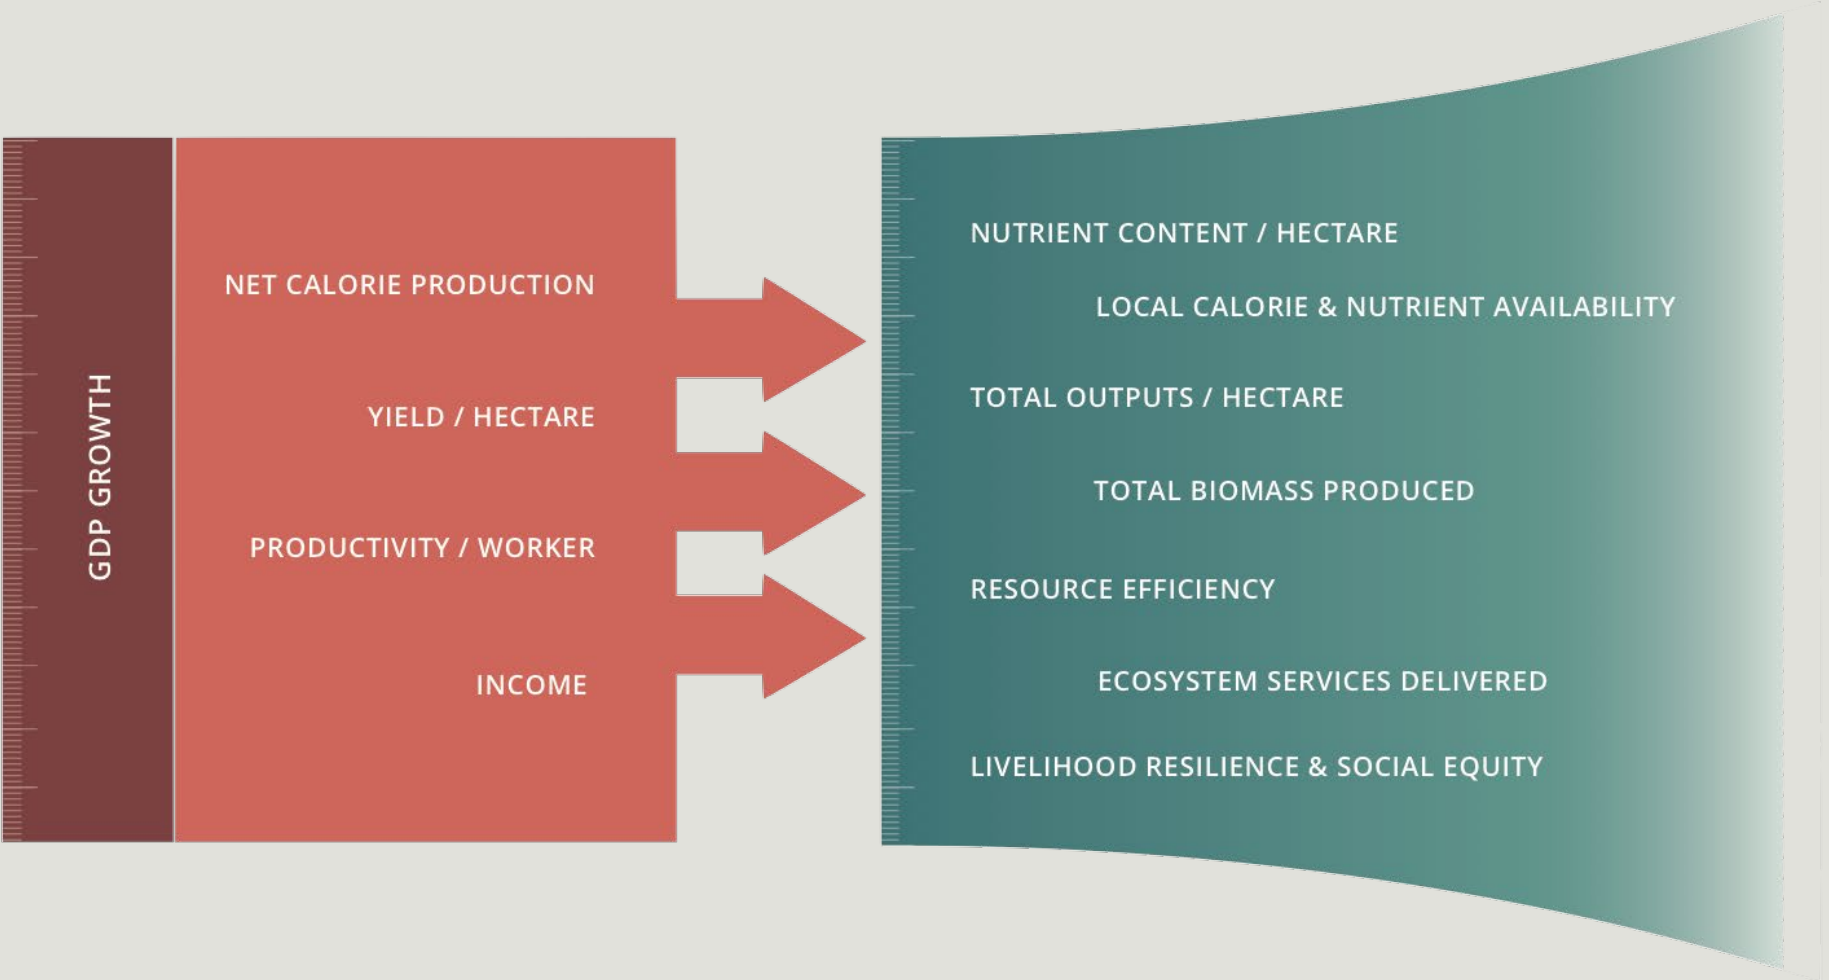 GDP GROWTH
NET CALORIE PRODUCTION
YIELD / HECTARE
PRODUCTIVITY / WORKER
INCOME
NUTRIENT CONTENT / HECTARE
LOCAL CALORIE & NUTRIENT AVAILABILITY
TOTAL OUTPUTS / HECTARE
TOTAL BIOMASS PRODUCED
RESOURCE EFFICIENCY
ECOSYSTEM SERVICES DELIVERED
LIVELIHOOD RESILIENCE & SOCIAL EQUITY